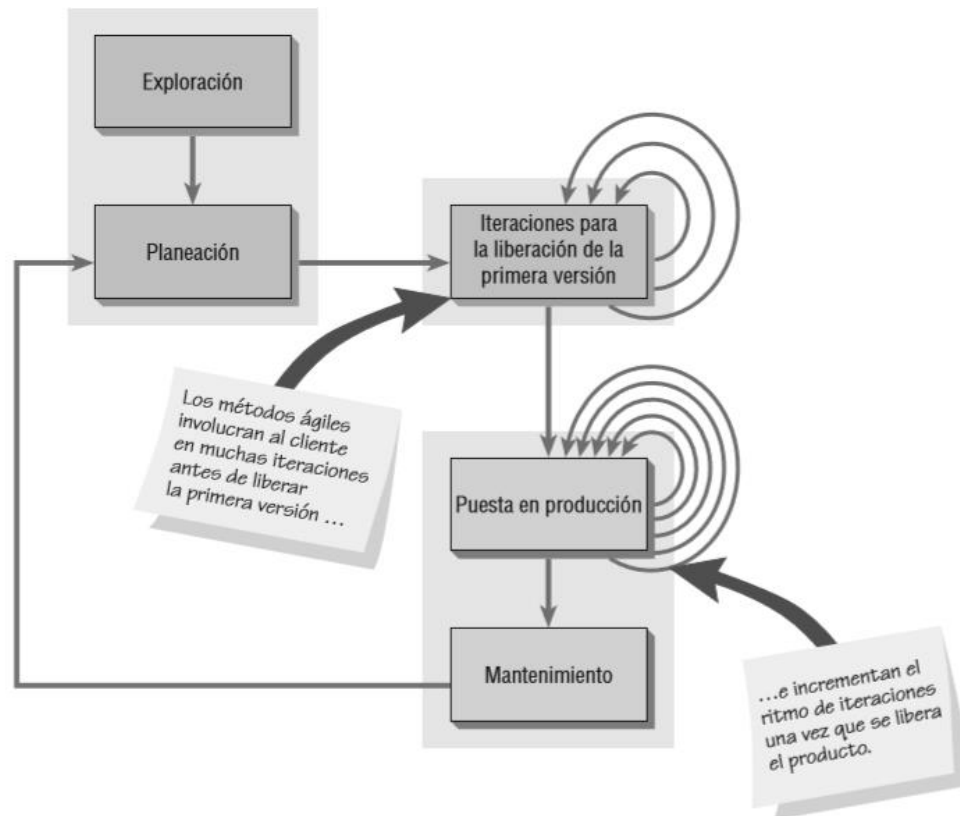 Exploración
Planeación
Iteraciones para
la liberación de la
primera versión
Los métodos ágiles
involucran al cliente
en muchas iteraciones
antes de liberar
la primera versión ...
Puesta en producción
Mantenimiento
...e incrementan el
ritmo de iteraciones
una vez que se libera
el producto.